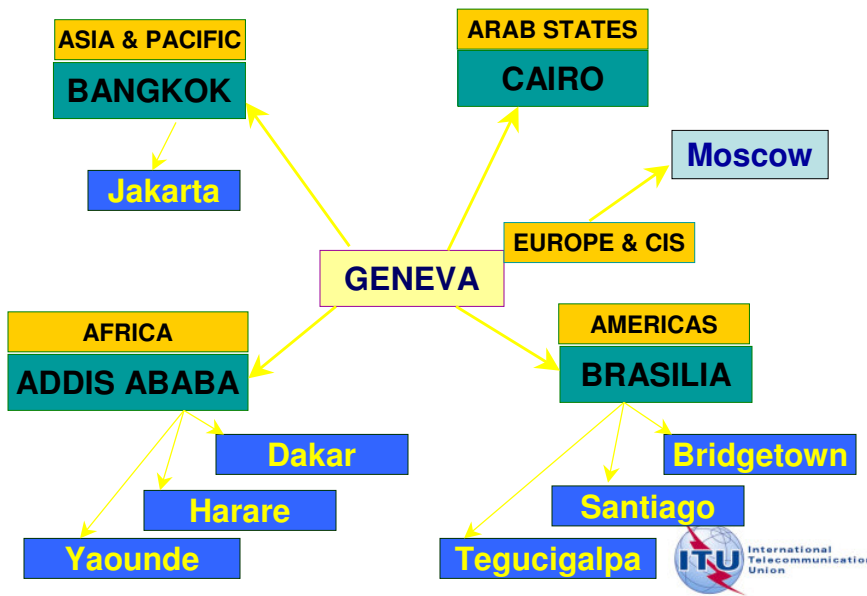 ASIA & PACIFIC
BANGKOK
Jakarta
ARAB STATES
CAIRO
Moscow
EUROPE & CIS
GENEVA
AFRICA
ADDIS ABABA
Dakar
Harare
Yaounde
AMERICAS
BRASILIA
Bridgetown
Santiago
Tegucigalpa
ITU
International
Telecommunication
Union